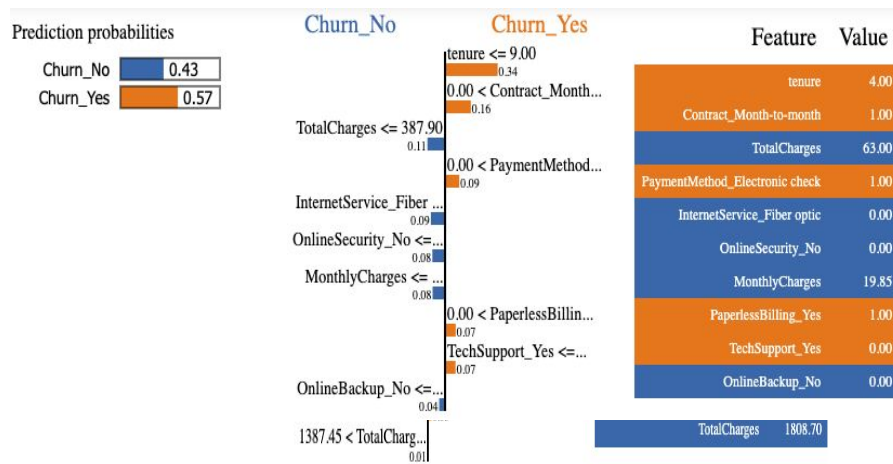 Prediction probabilities
Churn_No 0.43
Churn_Yes 0.57
Churn_No Churn_Yes
tenure <= 9.00
0.34
0.00 < Contract_Month...
0.16
TotalCharges <= 387.90
0.11
0.00 < PaymentMethod...
0.09
InternetService_Fiber ...
0.09
OnlineSecurity_No <=...
0.08
MonthlyCharges <= ...
0.08
0.00 < PaperlessBillin...
0.07
TechSupport_Yes <=...
0.07
OnlineBackup_No <=...
0.04
1387.45 < TotalCharg...
0.01
Feature Value
tenure 4.00
Contract_Month-to-month 1.00
TotalCharges 63.00
PaymentMethod_Electronic check 1.00
InternetService_Fiber optic 0.00
OnlineSecurity_No 0.00
MonthlyCharges 19.85
PaperlessBilling_Yes 1.00
TechSupport_Yes 0.00
OnlineBackup_No 0.00
TotalCharges 1808.70